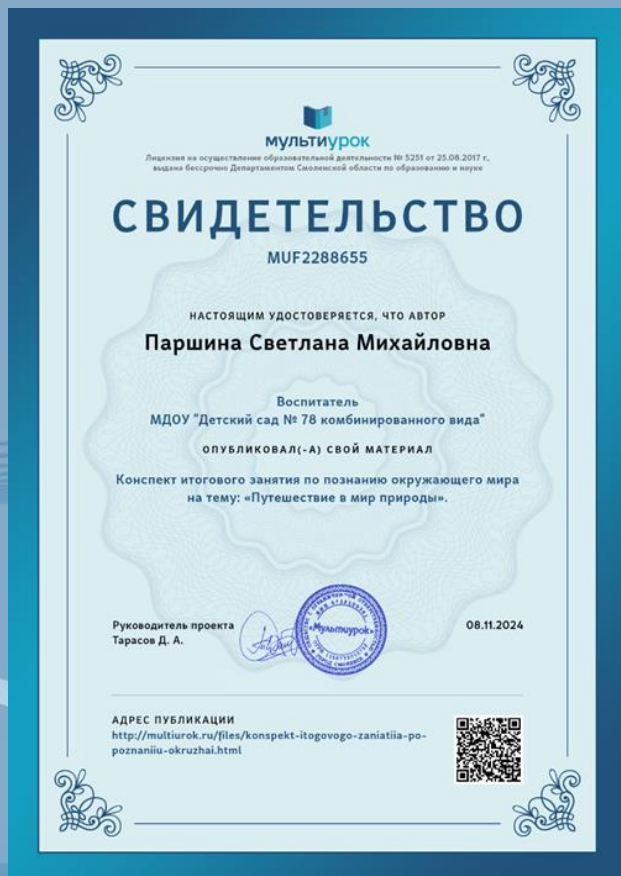 мультиурок
Лицензия на осуществление образовательной деятельности № 5251 от 25.08.2017 г.,
выдана бессрочно Департаментом Смоленской области по образованию и науке
СВИДЕТЕЛЬСТВО
MUF2288655
НАСТОЯЩИМ УДОСТОВЕРЯЕТСЯ, ЧТО АВТОР
Паршина Светлана Михайловна
Воспитатель
МДОУ "Детский сад № 78 комбинированного вида"
ОПУБЛИКОВАЛ(-А) СВОЙ МАТЕРИАЛ
Конспект итогового занятия по познанию окружающего мира
на тему: «Путешествие в мир природы».
Руководитель проекта
Тарасов Д. А.
«Мультиурок»
08.11.2024
АДРЕС ПУБЛИКАЦИИ
http://multiurok.ru/files/konspekt-itogovogo-zaniatiia-po-
poznaniiu-okruzhai.html